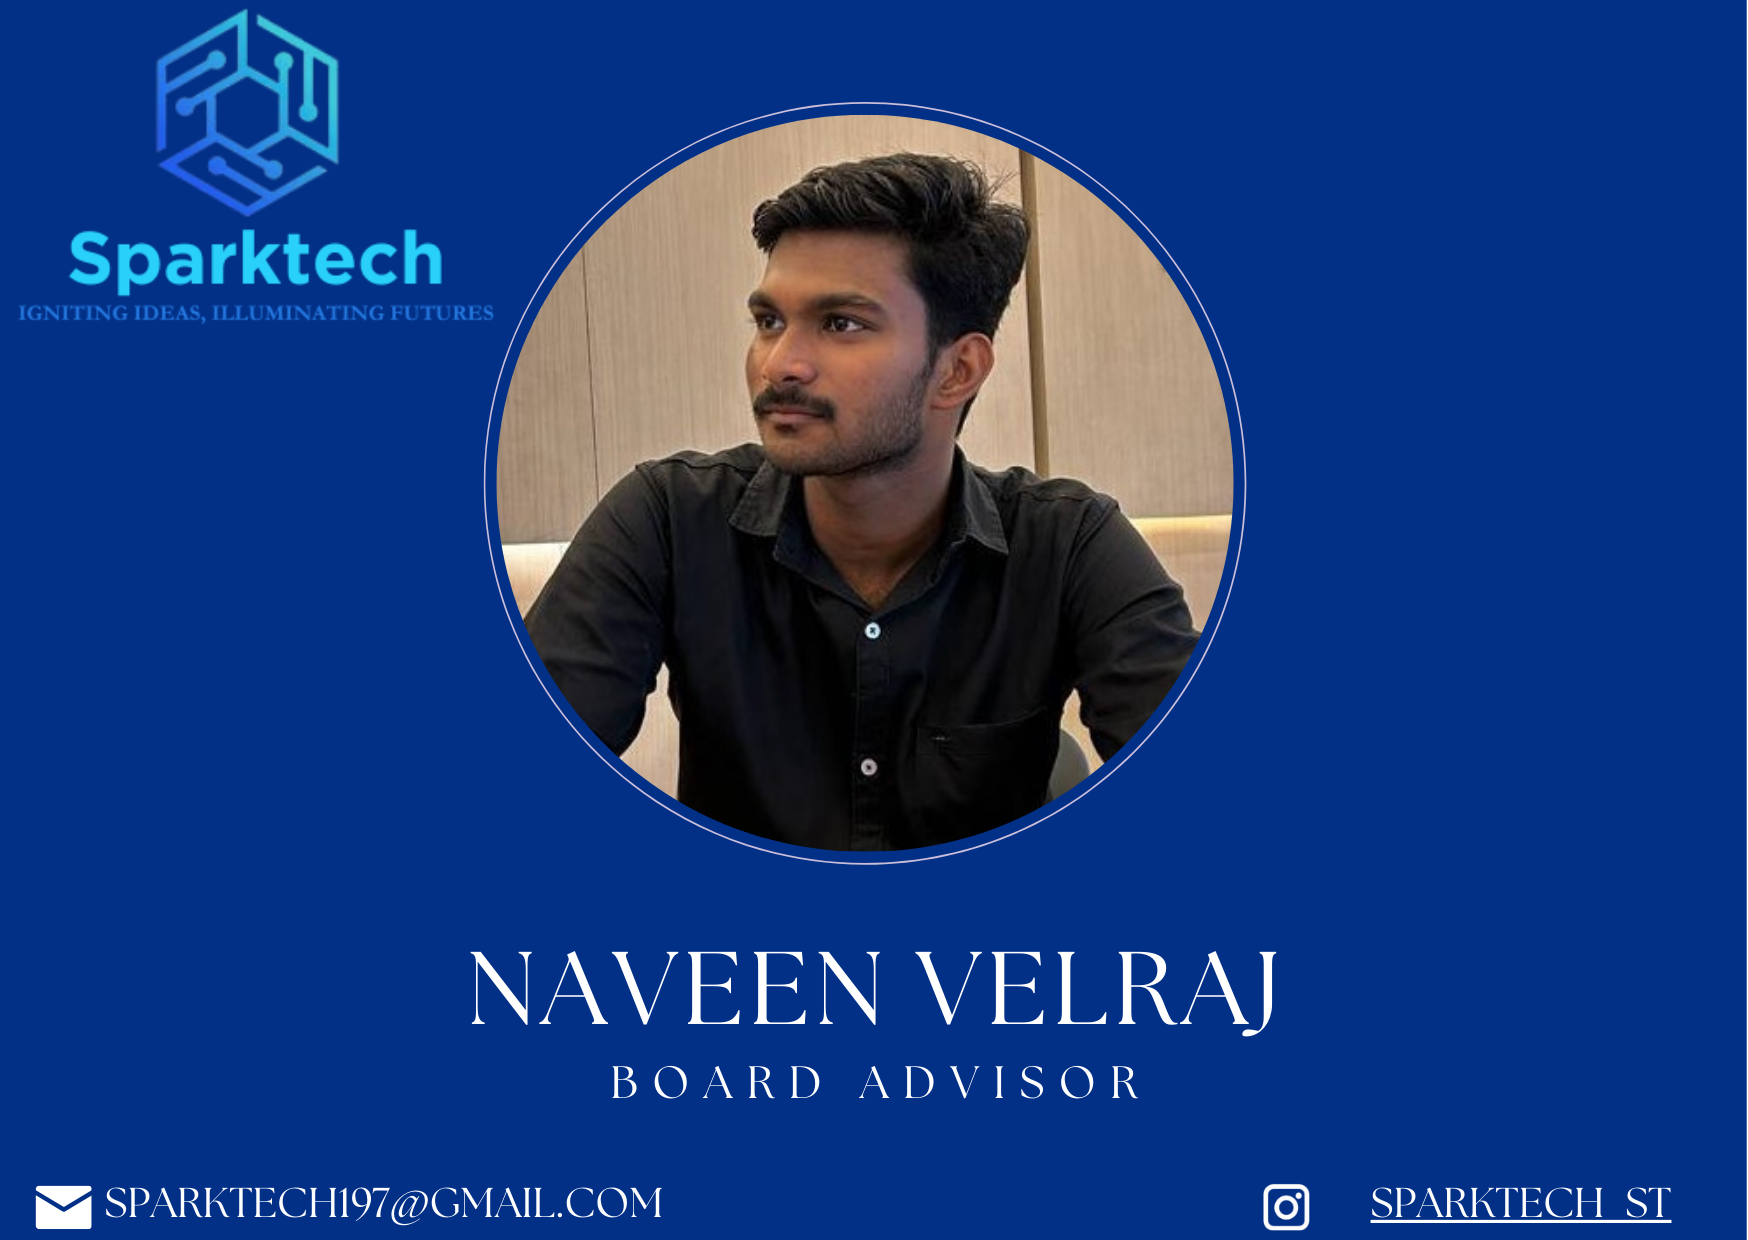 Sparktech
IGNITING IDEAS, ILLUMINATING FUTURES
NAVEEN VELRAJ
BOARD ADVISOR
SPARKTECH197@GMAIL.COM
SPARKTECH_ST